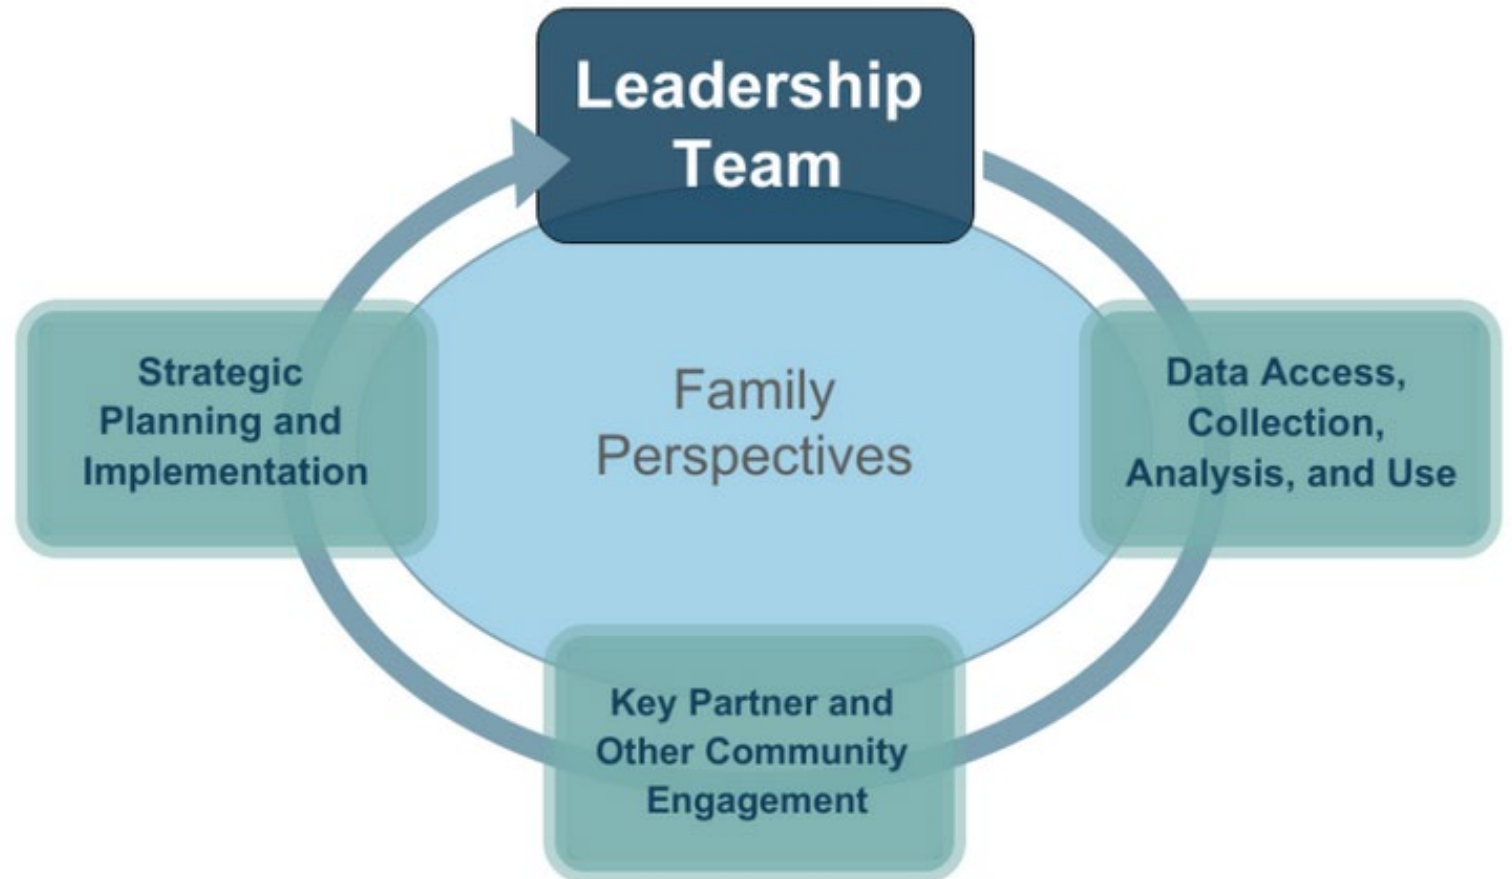 Leadership
Team
Strategic
Planning and
Implementation
Family
Perspectives
Data Access,
Collection,
Analysis, and Use
Key Partner and
Other Community
Engagement